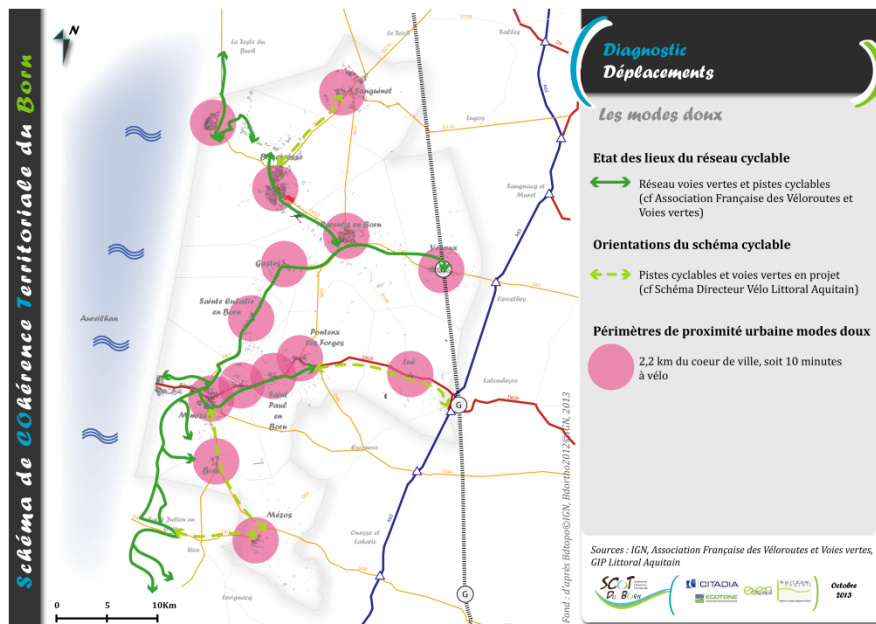 Schéma de COhérence Territoriale du Born
N
La Teste du
Buch
Le Teich
Salles
Sanguinet
Lugos
Biscarrosse
Saugnacq et
Muret
Parentis en Born
Ychoux
Gastes
Liposthey
Sainte Eulalie
en Born
Aureilhan
Pontenx
les Forges
Lüe
Labouheyre
Saint
Paul en
Born
Mimizan
Escource
Bias
Mézos
Saint Julien en
Born
Uza
Onesse et
Laharie
Lévignacq
G
G
A63
0 5 10Km
Fond : d'après Bdtopo©IGN, Bdortho2012©IGN, 2013
Diagnostic
Déplacements
Les modes doux
Etat des lieux du réseau cyclable
Réseau voies vertes et pistes cyclables
(cf Association Française des Véloroutes et
Voies vertes)
Orientations du schéma cyclable
Pistes cyclables et voies vertes en projet
(cf Schéma Directeur Vélo Littoral Aquitain)
Périmètres de proximité urbaine modes doux
2,2 km du coeur de ville, soit 10 minutes
à vélo
Sources : IGN, Association Française des Véloroutes et Voies vertes,
GIP Littoral Aquitain
SCOT
Du Born
CITADIA
ECOTONE
Octobre
2013